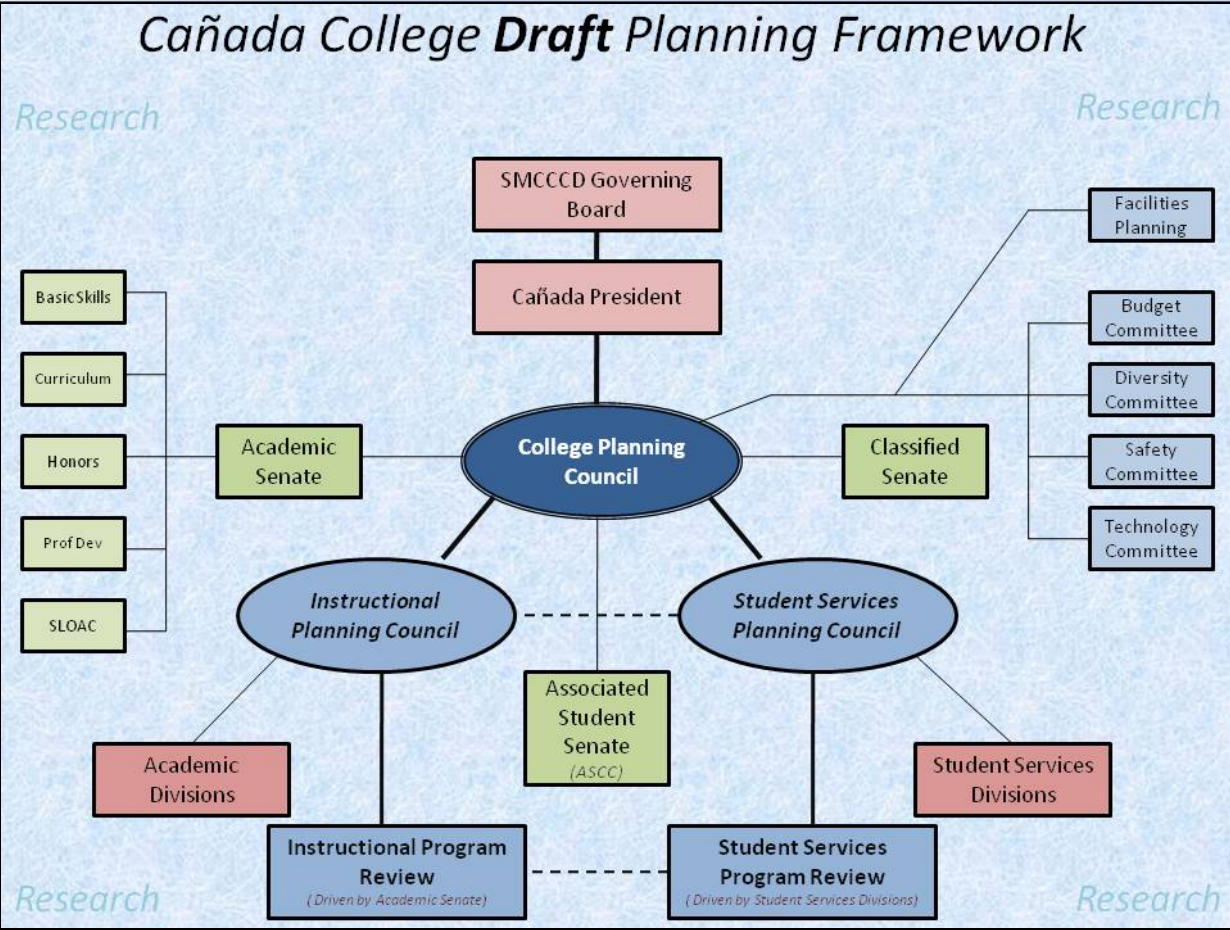 Cañada College Draft Planning Framework
Research
Research
SMCCCD Governing
Board
Facilities
Planning
Cañada President
Basic Skills
Budget
Committee
Curriculum
Diversity
Committee
Academic
Senate
College Planning
Council
Classified
Senate
Honors
Safety
Committee
Prof Dev
Technology
Committee
Instructional
Planning Council
Student Services
Planning Council
SLOAC
Associated
Student
Senate
(ASCC)
Academic
Divisions
Student Services
Divisions
Instructional Program
Review
( Driven by Academic Senate)
Student Services
Program Review
( Driven by Student Services Divisions)
Research
Research